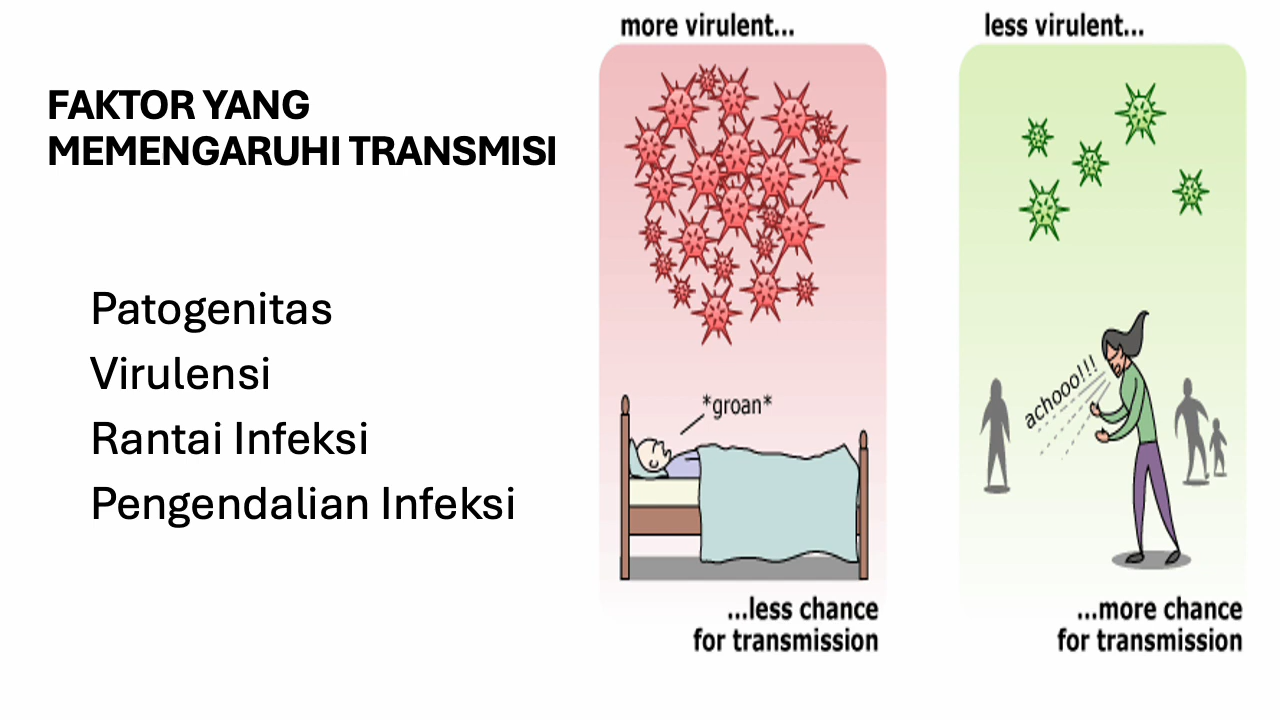 FAKTOR YANG
MEMENGARUHI TRANSMISI
Patogenitas
Virulensi
Rantai Infeksi
Pengendalian Infeksi
more virulent...
*groan*
...less chance
for transmission
less virulent...
achooo!!!
...more chance
for transmission